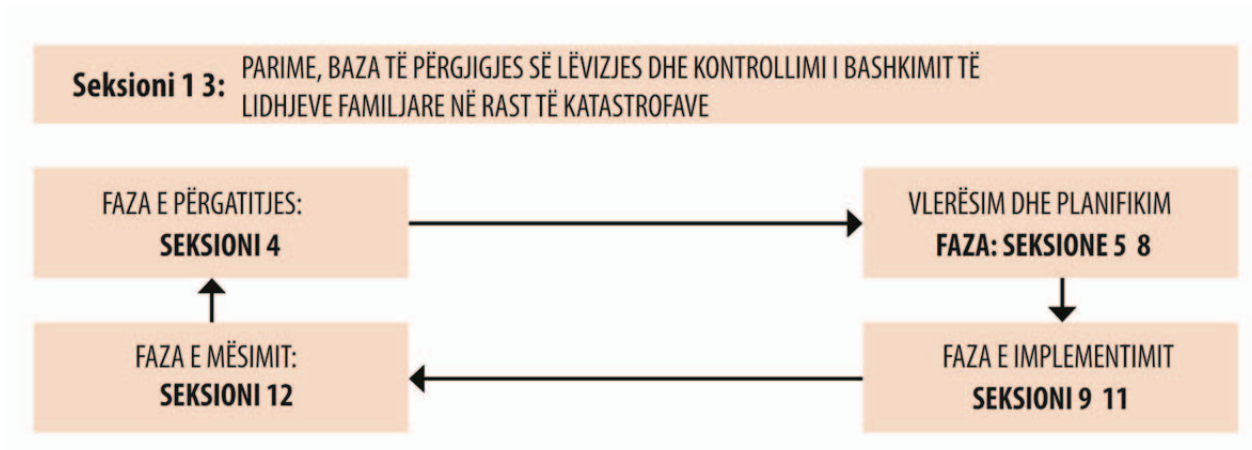 Seksioni 1 3: PARIME, BAZA TË PËRGJIGJES SË LËVIZJES DHE KONTROLLIMI I BASHKIMIT TË
LIDHJEVE FAMILJARE NË RAST TË KATASTROFAVE
FAZA E PËRGATITJES:
SEKSIONI 4
VLERËSIM DHE PLANIFIKIM
FAZA: SEKSIONE 5 8
FAZA E MËSIMIT:
SEKSIONI 12
FAZA E IMPLEMENTIMIT
SEKSIONI 9 11